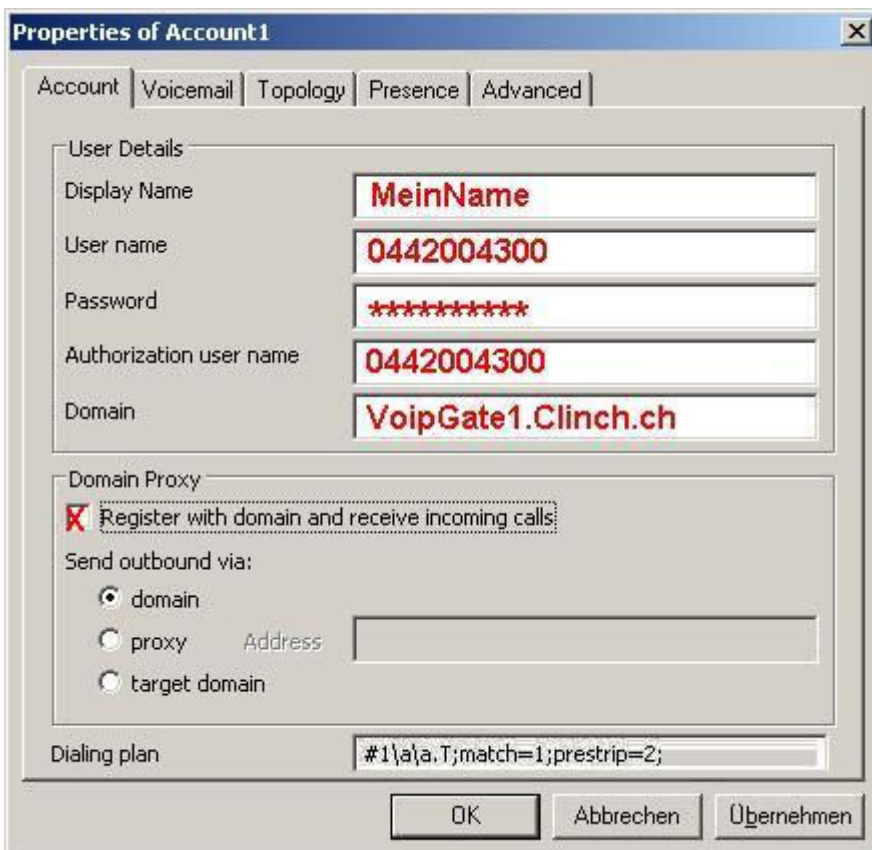 Properties of Account1
Account Voicemail Topology Presence Advanced
User Details
Display Name MeinName
User name 0442004300
Password **********
Authorization user name 0442004300
Domain VoipGate1.Clinch.ch
Domain Proxy
X Register with domain and receive incoming calls
Send outbound via:
domain
proxy Address
target domain
Dialing plan #1\a\a.T;match=1;prestrip=2;
OK Abbrechen Übernehmen